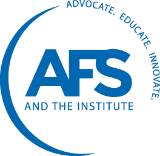 ADVOCATE. EDUCATE. INNOVATE.
AFS
AND THE INSTITUTE